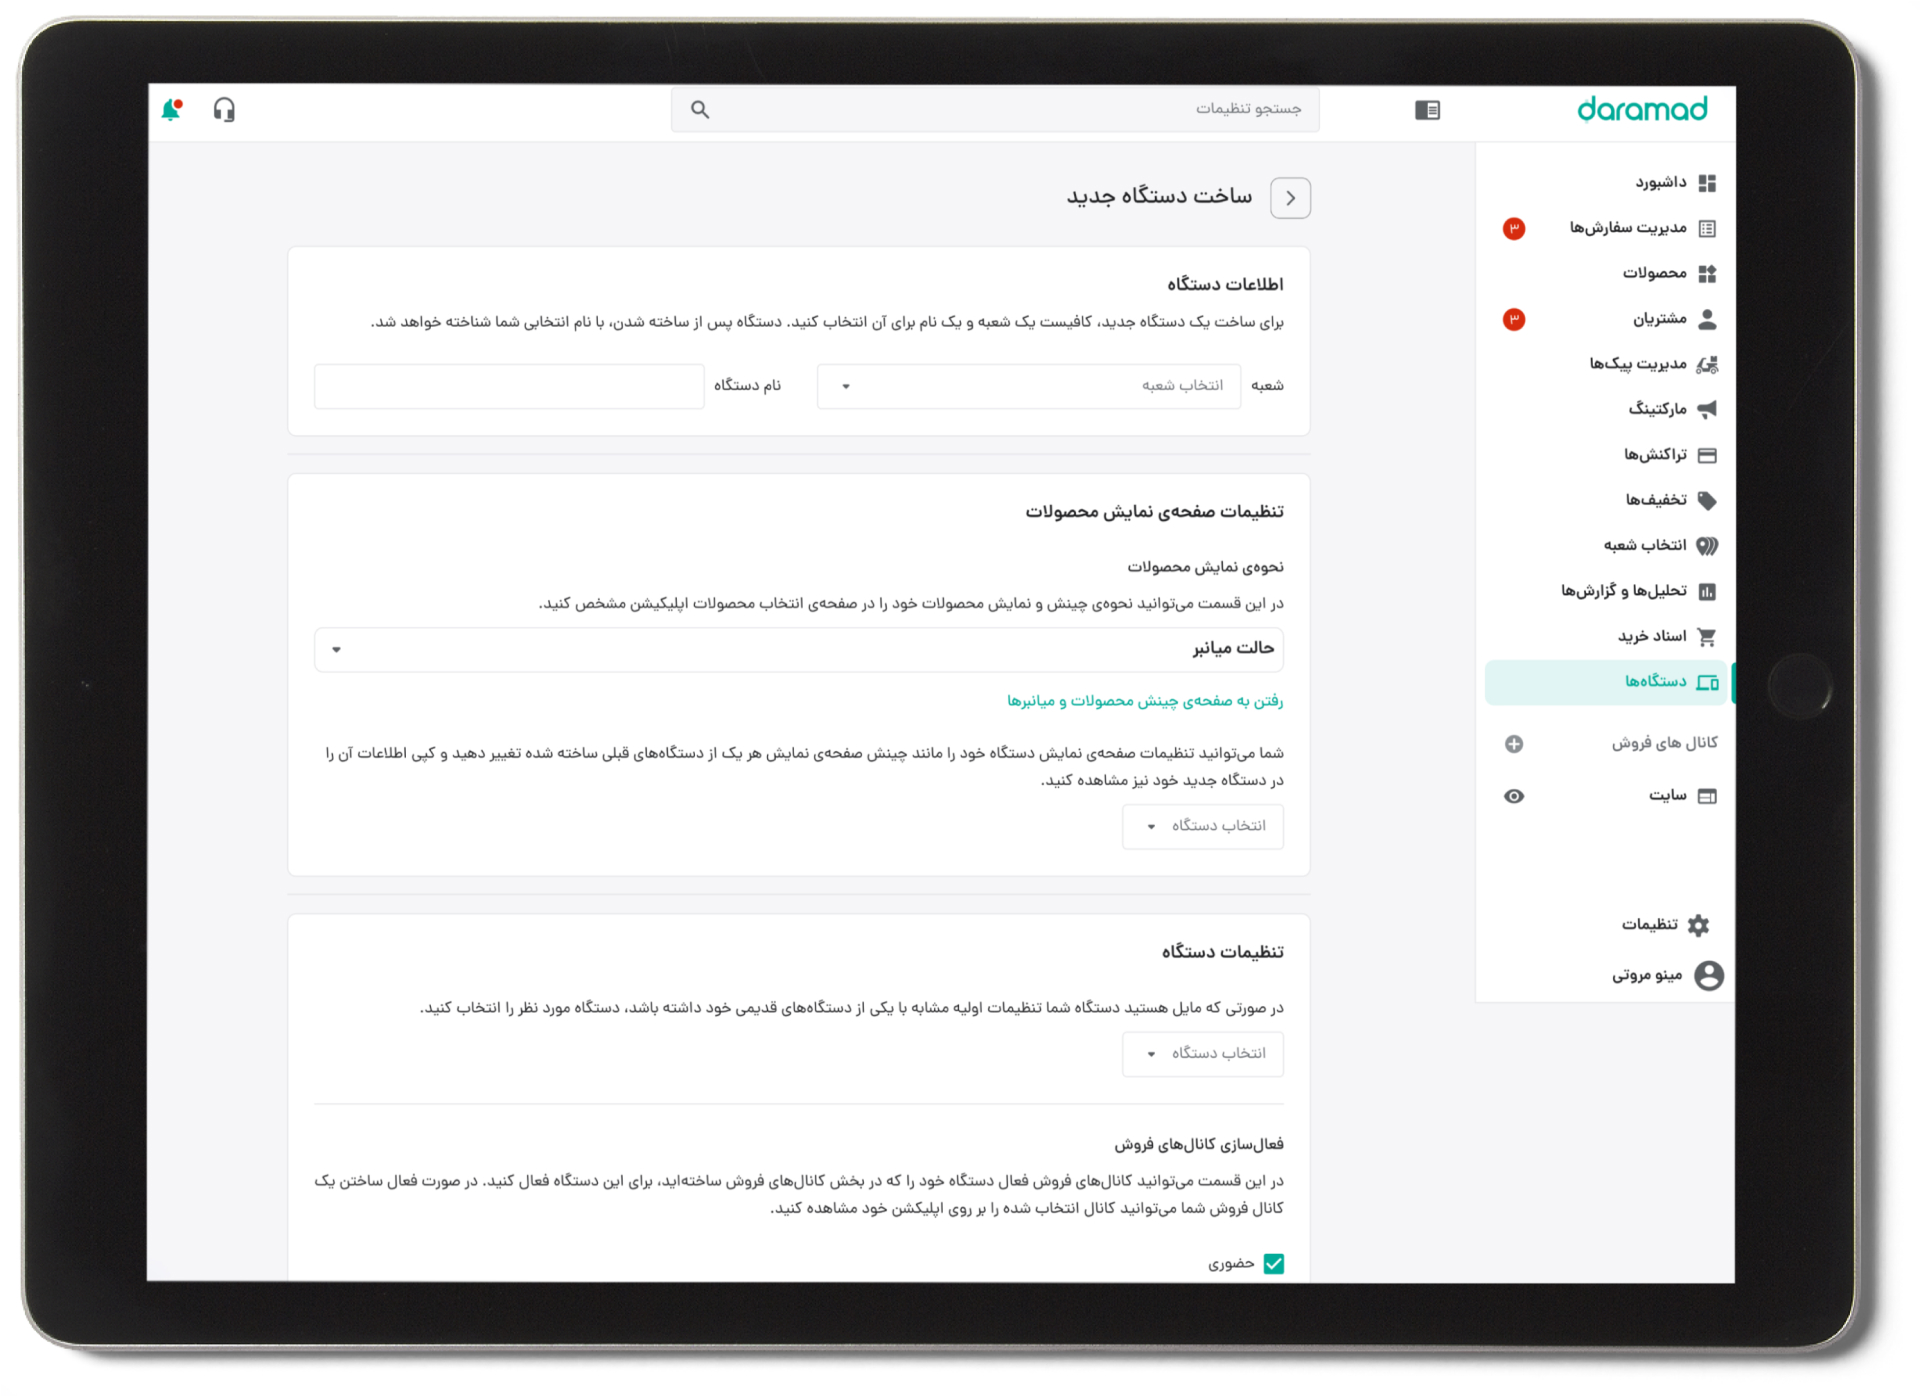 daramad
جستجو تنظیمات
داشبورد
مدیریت سفارش‌ها
۳
محصولات
مشتریان
۳
مدیریت پیک‌ها
مارکتینگ
تراکنش‌ها
تخفیف‌ها
انتخاب شعبه
تحلیل‌ها و گزارش‌ها
اسناد خرید
دستگاه‌ها
کانال های فروش
سایت
تنظیمات
مینو مروتی
ساخت دستگاه جدید
اطلاعات دستگاه
برای ساخت یک دستگاه جدید، کافیست یک شعبه و یک نام برای آن انتخاب کنید. دستگاه پس از ساخته شدن، با نام انتخابی شما شناخته خواهد شد.
شعبه
انتخاب شعبه
نام دستگاه
تنظیمات صفحه‌ی نمایش محصولات
نحوه‌ی نمایش محصولات
در این قسمت می‌توانید نحوه‌ی چینش و نمایش محصولات خود را در صفحه‌ی انتخاب محصولات اپلیکیشن مشخص کنید.
حالت میانبر
رفتن به صفحه‌ی چینش محصولات و میانبرها
شما می‌توانید تنظیمات صفحه‌ی نمایش دستگاه خود را مانند چینش صفحه‌ی نمایش هر یک از دستگاه‌های قبلی ساخته شده تغییر دهید و کپی اطلاعات آن را
در دستگاه جدید خود نیز مشاهده کنید.
انتخاب دستگاه
تنظیمات دستگاه
در صورتی که مایل هستید دستگاه شما تنظیمات اولیه مشابه با یکی از دستگاه‌های قدیمی خود داشته باشد، دستگاه مورد نظر را انتخاب کنید.
انتخاب دستگاه
فعال‌سازی کانال‌های فروش
در این قسمت می‌توانید کانال‌های فروش فعال دستگاه خود را که در بخش کانال‌های فروش ساخته‌اید، برای این دستگاه فعال کنید. در صورت فعال ساختن یک
کانال فروش شما می‌توانید کانال انتخاب شده را بر روی اپلیکشن خود مشاهده کنید.
حضوری